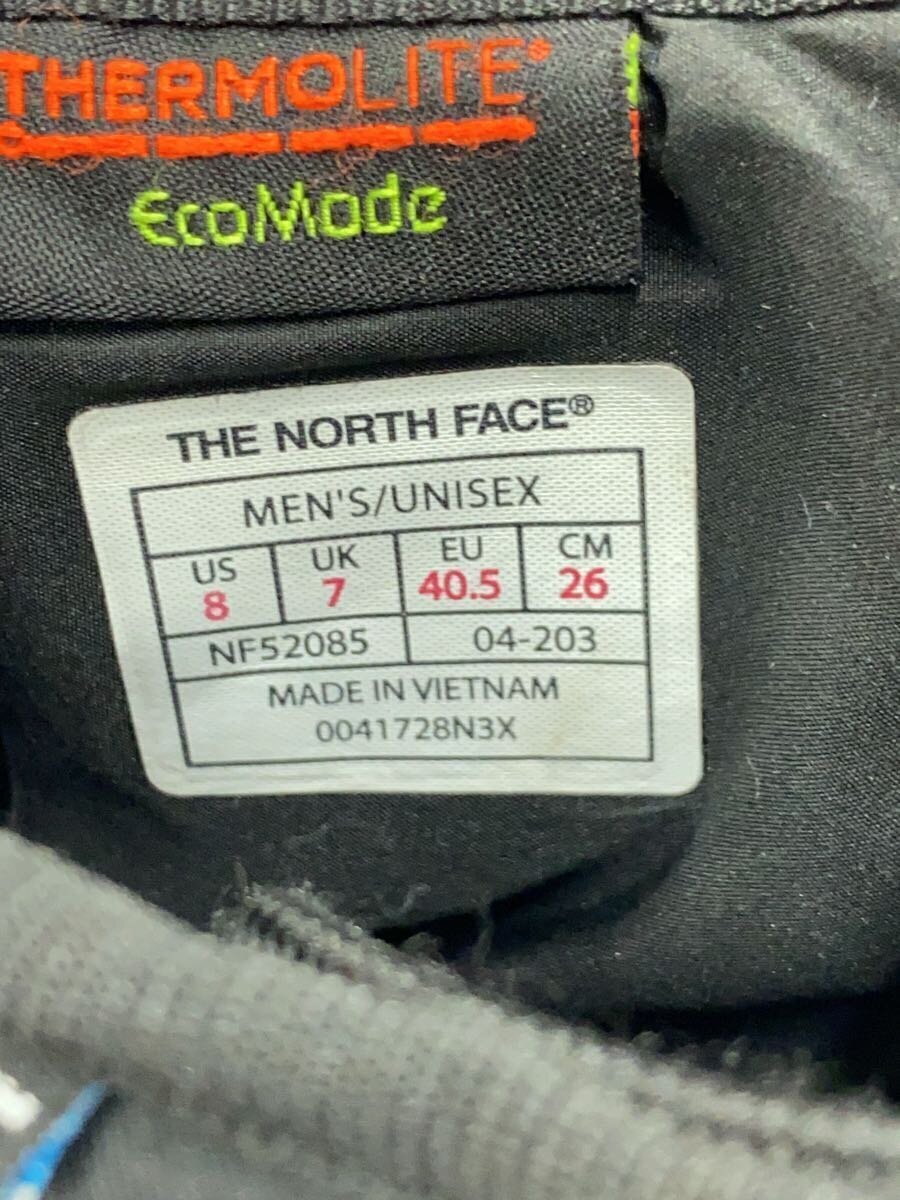 THERMOLITE®
EcoMade
THE NORTH FACE®
MEN'S/UNISEX
US UK EU CM
8 7 40.5 26
NF52085 04-203
MADE IN VIETNAM
0041728N3X